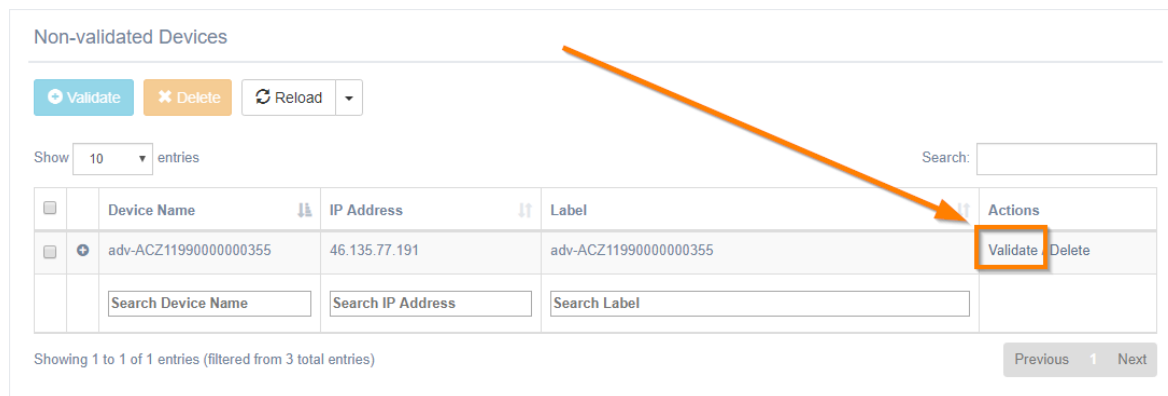 Non-validated Devices
Validate Delete Reload
Show 10 entries Search:
Device Name IP Address Label Actions
adv-ACZ11990000000355 46.135.77.191 adv-ACZ11990000000355 Validate / Delete
Search Device Name Search IP Address Search Label
Showing 1 to 1 of 1 entries (filtered from 3 total entries) Previous 1 Next